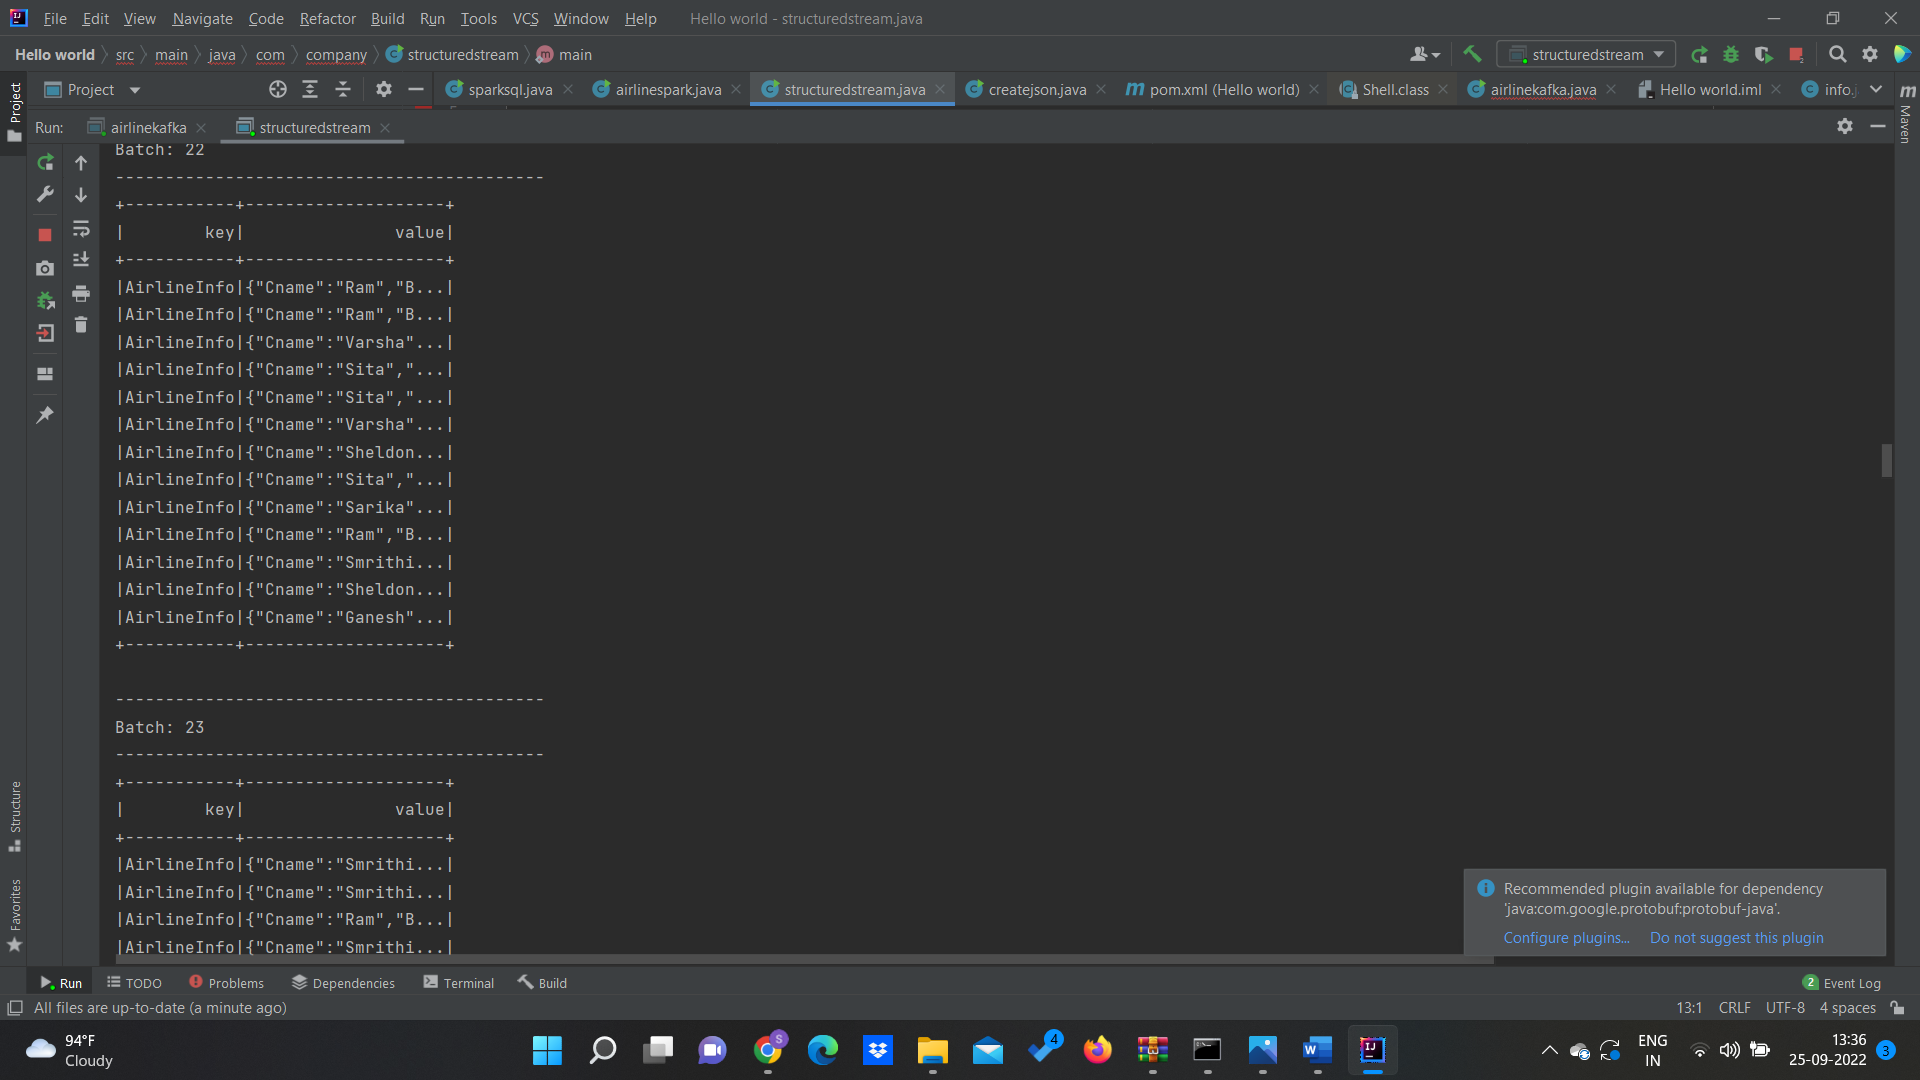 File Edit View Navigate Code Refactor Build Run Tools VCS Window Help Hello world - structuredstream.java
Hello world src main java com company structuredstream main structuredstream
Project sparksql.java airlinespark.java structuredstream.java createjson.java pom.xml (Hello world) Shell.class airlinekafka.java Hello world.iml info.j
Project
Maven
Run: airlinekafka structuredstream
Batch: 22
-------------------------------------------
+-----------+--------------------+
|        key|               value|
+-----------+--------------------+
|AirlineInfo|{"Cname":"Ram","B...|
|AirlineInfo|{"Cname":"Ram","B...|
|AirlineInfo|{"Cname":"Varsha"...|
|AirlineInfo|{"Cname":"Sita","...|
|AirlineInfo|{"Cname":"Sita","...|
|AirlineInfo|{"Cname":"Varsha"...|
|AirlineInfo|{"Cname":"Sheldon...|
|AirlineInfo|{"Cname":"Sita","...|
|AirlineInfo|{"Cname":"Sarika"...|
|AirlineInfo|{"Cname":"Ram","B...|
|AirlineInfo|{"Cname":"Smrithi...|
|AirlineInfo|{"Cname":"Sheldon...|
|AirlineInfo|{"Cname":"Ganesh"...|
+-----------+--------------------+
-------------------------------------------
Batch: 23
-------------------------------------------
+-----------+--------------------+
|        key|               value|
+-----------+--------------------+
|AirlineInfo|{"Cname":"Smrithi...|
|AirlineInfo|{"Cname":"Smrithi...|
|AirlineInfo|{"Cname":"Ram","B...|
|AirlineInfo|{"Cname":"Smrithi...|
Structure
Favorites
Recommended plugin available for dependency
'java:com.google.protobuf:protobuf-java'.
Configure plugins... Do not suggest this plugin
Run TODO Problems Dependencies Terminal Build 2 Event Log
All files are up-to-date (a minute ago) 13:1 CRLF UTF-8 4 spaces
94°F
Cloudy
S
4
W
ENG
IN
13:36
25-09-2022
3